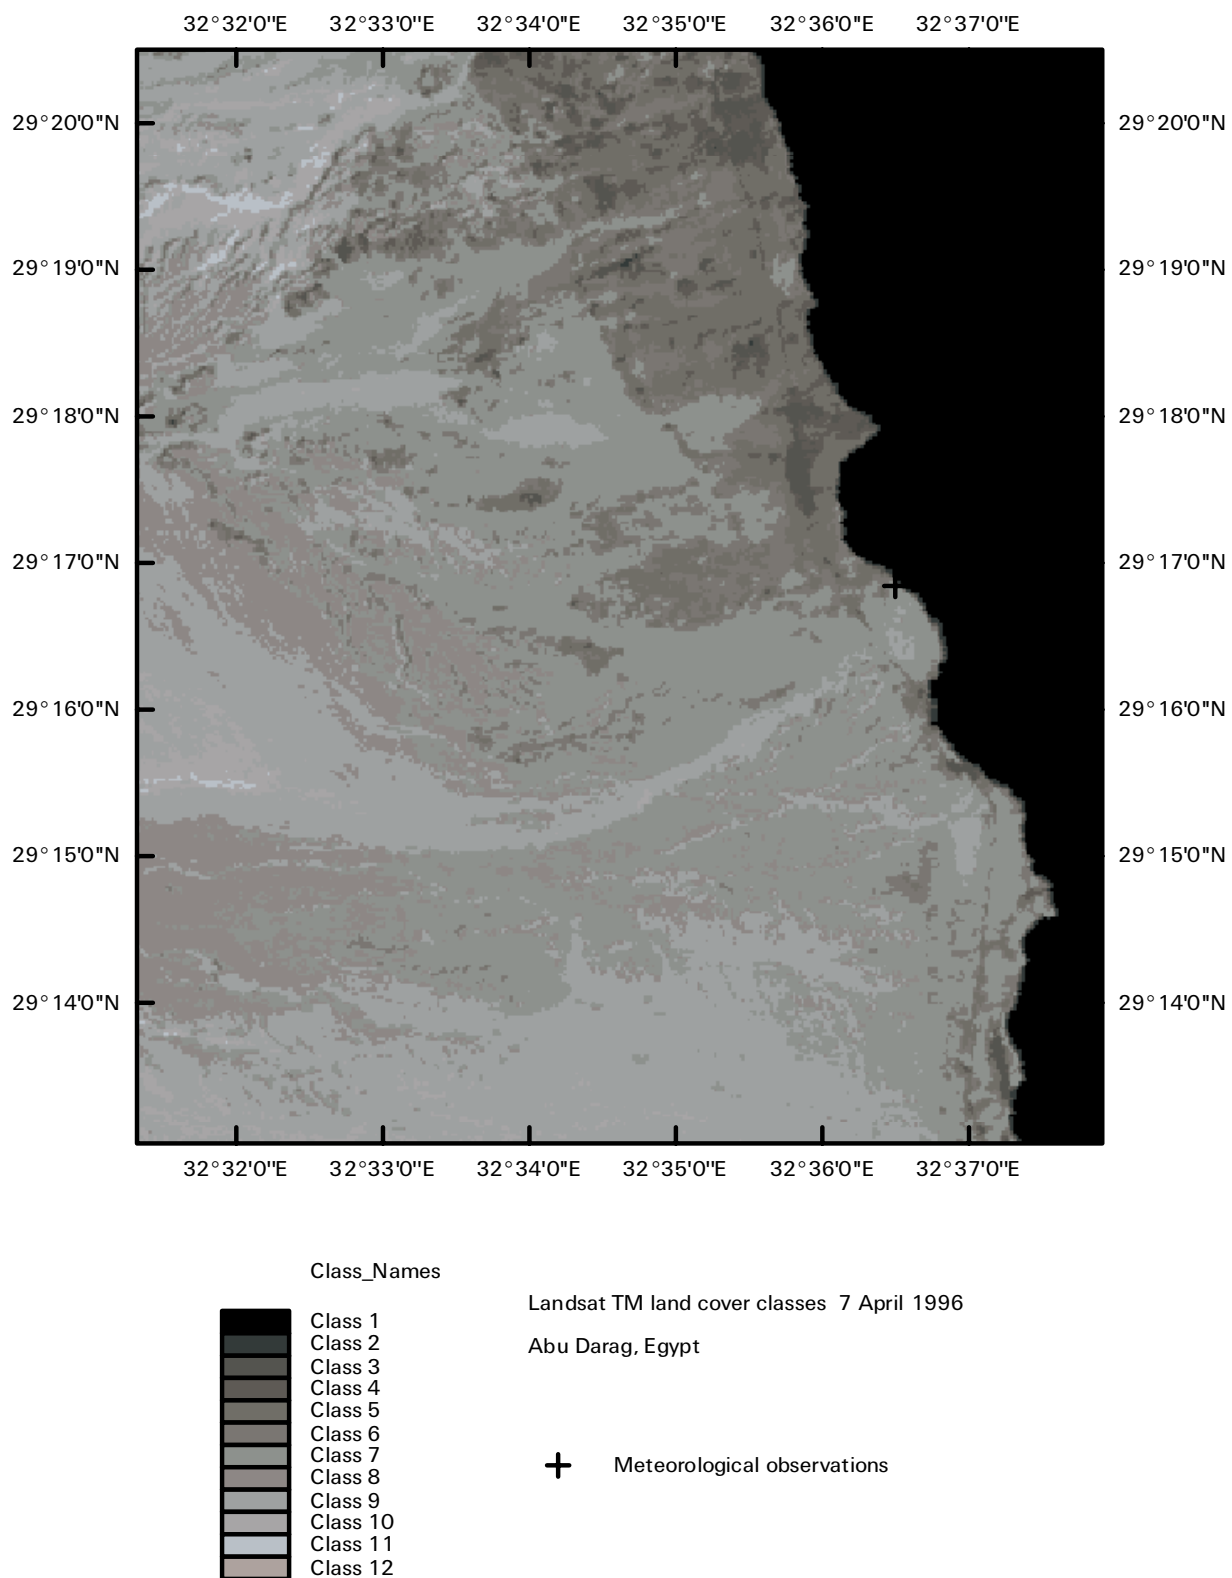 32°32'0"E 32°33'0"E 32°34'0"E 32°35'0"E 32°36'0"E 32°37'0"E
29°20'0"N 29°20'0"N
29°19'0"N 29°19'0"N
29°18'0"N 29°18'0"N
29°17'0"N 29°17'0"N
29°16'0"N 29°16'0"N
29°15'0"N 29°15'0"N
29°14'0"N 29°14'0"N
32°32'0"E 32°33'0"E 32°34'0"E 32°35'0"E 32°36'0"E 32°37'0"E
Class_Names
Class 1
Class 2
Class 3
Class 4
Class 5
Class 6
Class 7
Class 8
Class 9
Class 10
Class 11
Class 12
Landsat TM land cover classes 7 April 1996
Abu Darag, Egypt
Meteorological observations